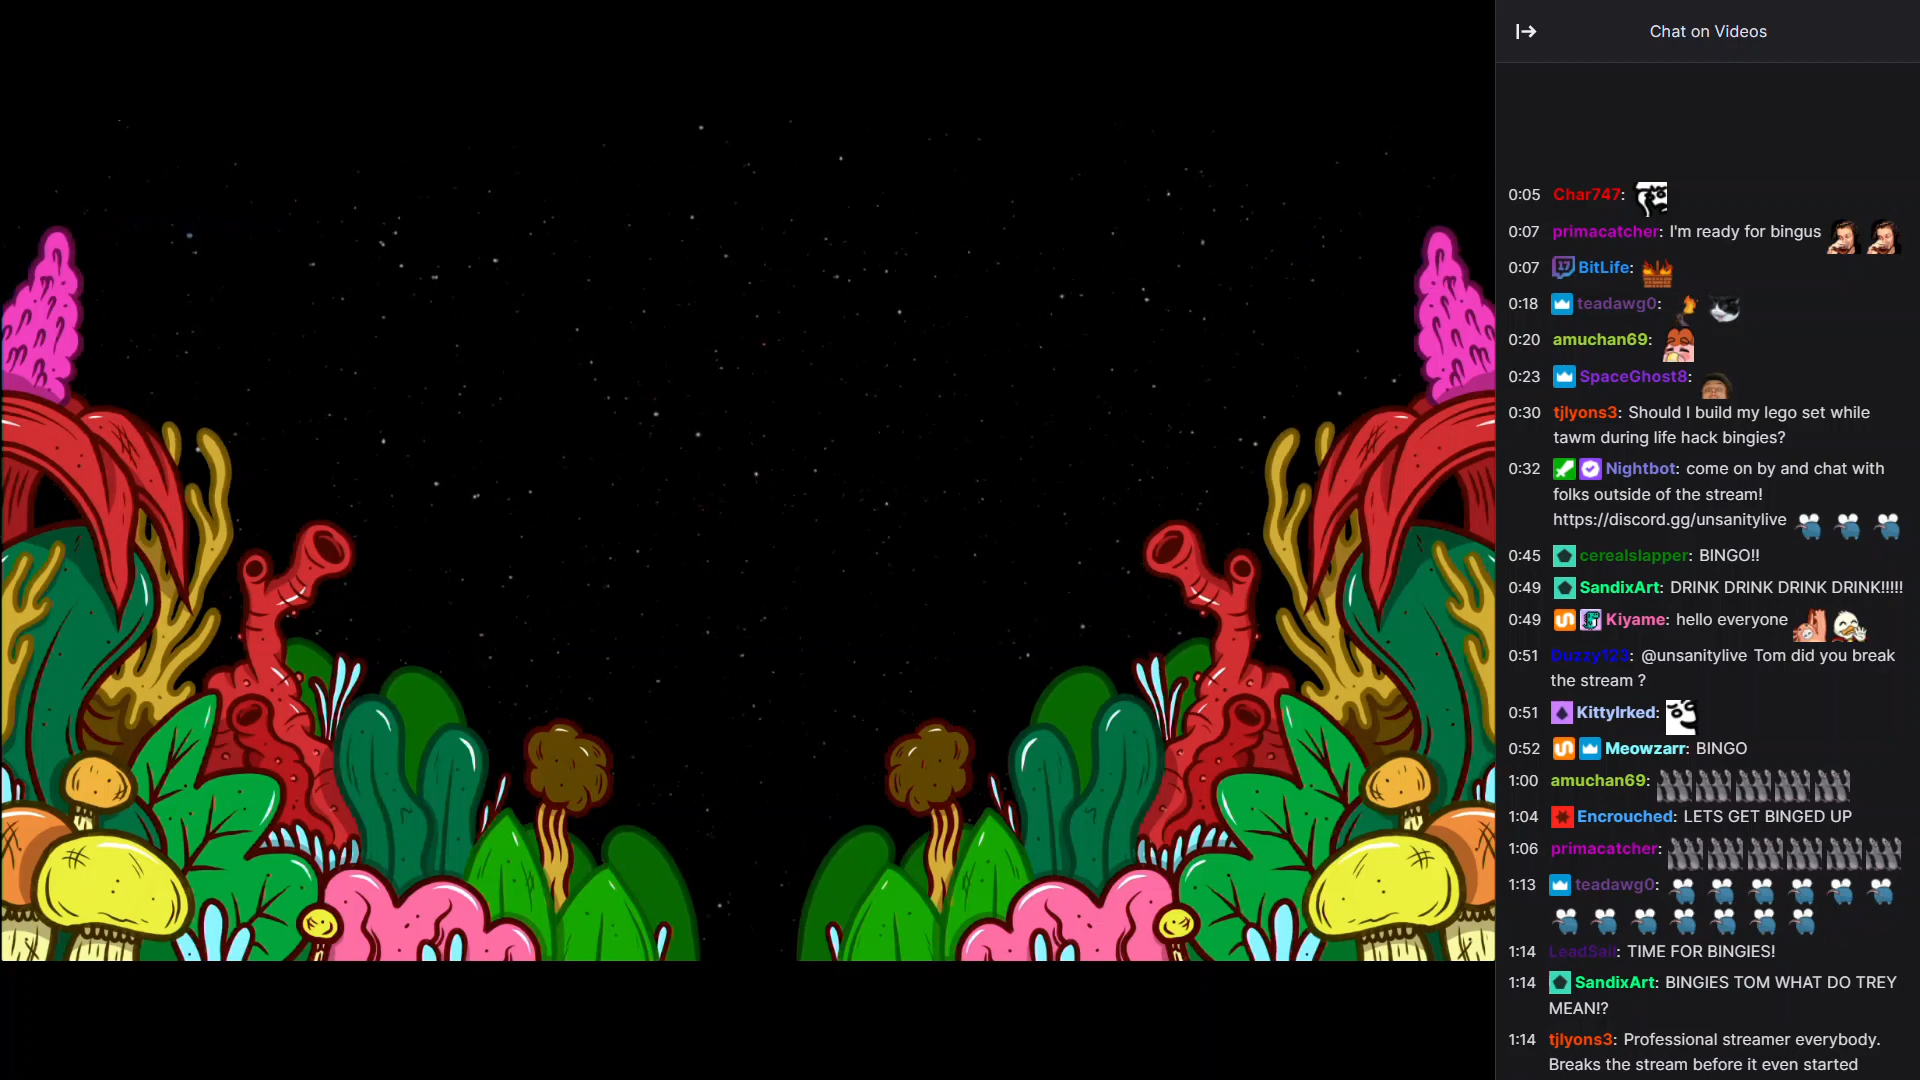 Chat on Videos
0:05 Char747:
0:07 primacatcher: I'm ready for bingus
0:07 BitLife:
0:18 teadawg0:
0:20 amuchan69:
0:23 SpaceGhost8:
0:30 tjlyons3: Should I build my lego set while
tawm during life hack bingies?
0:32 Nightbot: come on by and chat with
folks outside of the stream!
https://discord.gg/unsanitylive
0:45 cerealslapper: BINGO!!
0:49 SandixArt: DRINK DRINK DRINK DRINK!!!!!
0:49 Kiyame: hello everyone
0:51 Duzzy123: @unsanitylive Tom did you break
the stream ?
0:51 KittyIrked:
0:52 Meowzarr: BINGO
1:00 amuchan69:
1:04 Encrouched: LETS GET BINGED UP
1:06 primacatcher:
1:13 teadawg0:
1:14 LeadSail: TIME FOR BINGIES!
1:14 SandixArt: BINGIES TOM WHAT DO TREY
MEAN!?
1:14 tjlyons3: Professional streamer everybody.
Breaks the stream before it even started